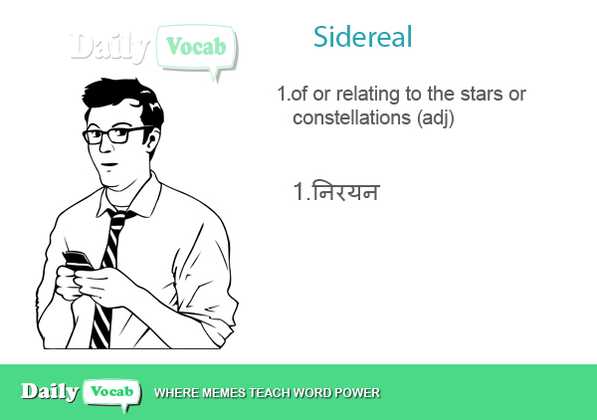 Daily Vocab
Sidereal
1.of or relating to the stars or
constellations (adj)
1.निरयन
Daily Vocab WHERE MEMES TEACH WORD POWER